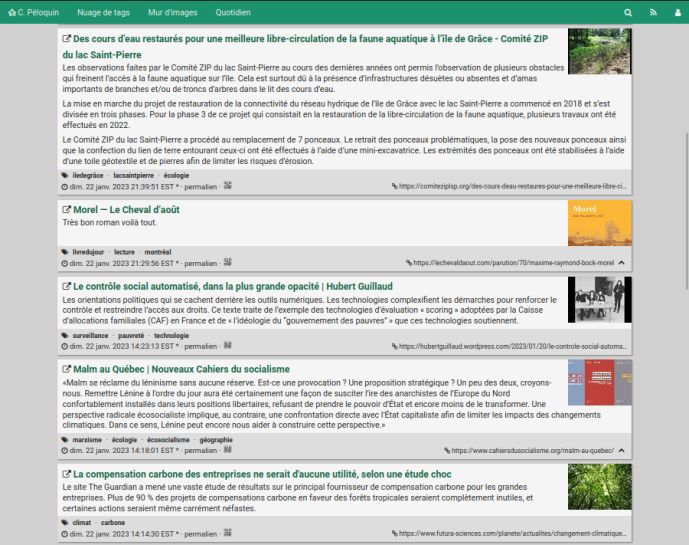 C. Péloquin Nuage de tags Mur d'images Quotidien
Des cours d'eau restaurés pour une meilleure libre-circulation de la faune aquatique à l'île de Grâce - Comité ZIP
du lac Saint-Pierre
Les observations faites par le Comité ZIP au cours des dernières années ont permis l'observation de plusieurs obstacles
qui freinent l'accès à la faune aquatique sur l'île. Cela est surtout dû à la présence d'infrastructures désuètes ou absentes et d'amas
importants de branches et/ou de troncs d'arbres dans le lit des cours d'eau.
La mise en marche du projet de restauration de la connectivité du réseau hydrique de l'île de Grâce avec le lac Saint-Pierre a commencé en 2018 et s'est
divisée en trois phases. Pour la phase 3 de ce projet qui consistait en la restauration de la libre-circulation de la faune aquatique, plusieurs travaux ont été
effectués en 2022.
Le Comité ZIP du lac Saint-Pierre a procédé au remplacement de 7 ponceaux. Le retrait des ponceaux problématiques, la pose des nouveaux ponceaux ainsi
que la confection du lien de terre entourant ceux-ci ont été effectués à l'aide d'une mini-excavatrice. Les extrémités des ponceaux ont été stabilisées à l'aide
d'une toile géotextile et de pierres afin de limiter les risques d'érosion.
iledegrâce · lacsaintpierre · écologie
dim. 22 janv. 2023 21:39:51 EST * · permalien · https://comiteziplsp.org/des-cours-deau-restaures-pour-une-meilleure-libre-ci...
Morel — Le Cheval d'août
Très bon roman voilà tout.
Morel
livredujour · lecture · montréal
dim. 22 janv. 2023 21:29:56 EST * · permalien · https://lechevaldaout.com/parution/70/maxime-raymond-bock-morel
Le contrôle social automatisé, dans la plus grande opacité | Hubert Guillaud
Les orientations politiques qui se cachent derrière les outils numériques. Les technologies complexifient les démarches pour renforcer le
contrôle et restreindre l'accès aux droits. Ce texte traite de l'exemple des technologies d'évaluation « scoring » adoptées par la Caisse
d'allocations familiales (CAF) en France et de « l'idéologie du "gouvernement des pauvres" » que ces technologies soutiennent.
surveillance · pauvreté · technologie
dim. 22 janv. 2023 14:23:13 EST * · permalien · https://hubertguillaud.wordpress.com/2023/01/20/le-controle-social-automa...
Malm au Québec | Nouveaux Cahiers du socialisme
«Malm se réclame du léninisme sans aucune réserve. Est-ce une provocation ? Une proposition stratégique ? Un peu des deux, croyons-
nous. Remettre Lénine à l'ordre du jour aura été certainement une façon de susciter l'ire des anarchistes de l'Europe du Nord
confortablement installés dans leurs positions libertaires, refusant de prendre le pouvoir d'État et encore moins de le transformer. Une
perspective radicale écosocialiste implique, au contraire, une confrontation directe avec l'État capitaliste afin de limiter les impacts des changements
climatiques. Dans ce sens, Lénine peut encore nous aider à construire cette perspective.»
marxisme · écologie · écosocialisme · géographie
dim. 22 janv. 2023 14:18:01 EST * · permalien · https://www.cahiersdusocialisme.org/malm-au-quebec/
La compensation carbone des entreprises ne serait d'aucune utilité, selon une étude choc
Le site The Guardian a mené une vaste étude de résultats sur le principal fournisseur de compensation carbone pour les grandes
entreprises. Plus de 90 % des projets de compensations carbone en faveur des forêts tropicales seraient complètement inutiles, et
certaines actions seraient même carrément néfastes.
climat · carbone
dim. 22 janv. 2023 14:14:30 EST * · permalien · https://www.futura-sciences.com/planete/actualites/changement-climatique...